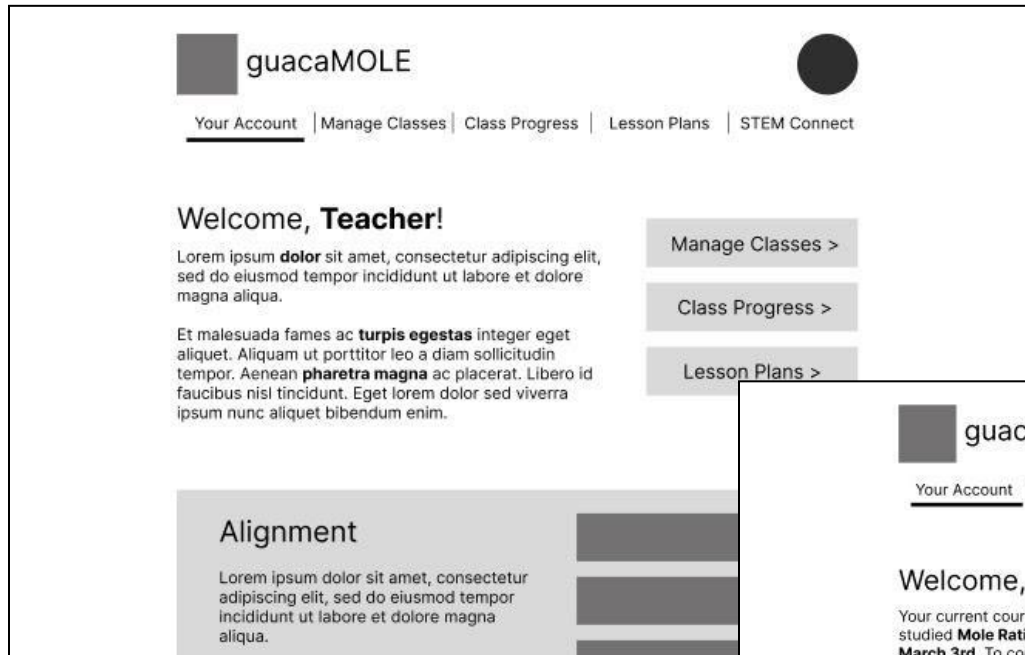 guacaMOLE
Your Account | Manage Classes | Class Progress | Lesson Plans | STEM Connect
Welcome, Teacher!
Lorem ipsum dolor sit amet, consectetur adipiscing elit,
sed do eiusmod tempor incididunt ut labore et dolore
magna aliqua.
Et malesuada fames ac turpis egestas integer eget
aliquet. Aliquam ut porttitor leo a diam sollicitudin
tempor. Aenean pharetra magna ac placerat. Libero id
faucibus nisl tincidunt. Eget lorem dolor sed viverra
ipsum nunc aliquet bibendum enim.
Manage Classes >
Class Progress >
Lesson Plans >
Alignment
Lorem ipsum dolor sit amet, consectetur
adipiscing elit, sed do eiusmod tempor
incididunt ut labore et dolore magna
aliqua.
guac
Your Account
Welcome,
Your current cour
studied Mole Rati
March 3rd. To co